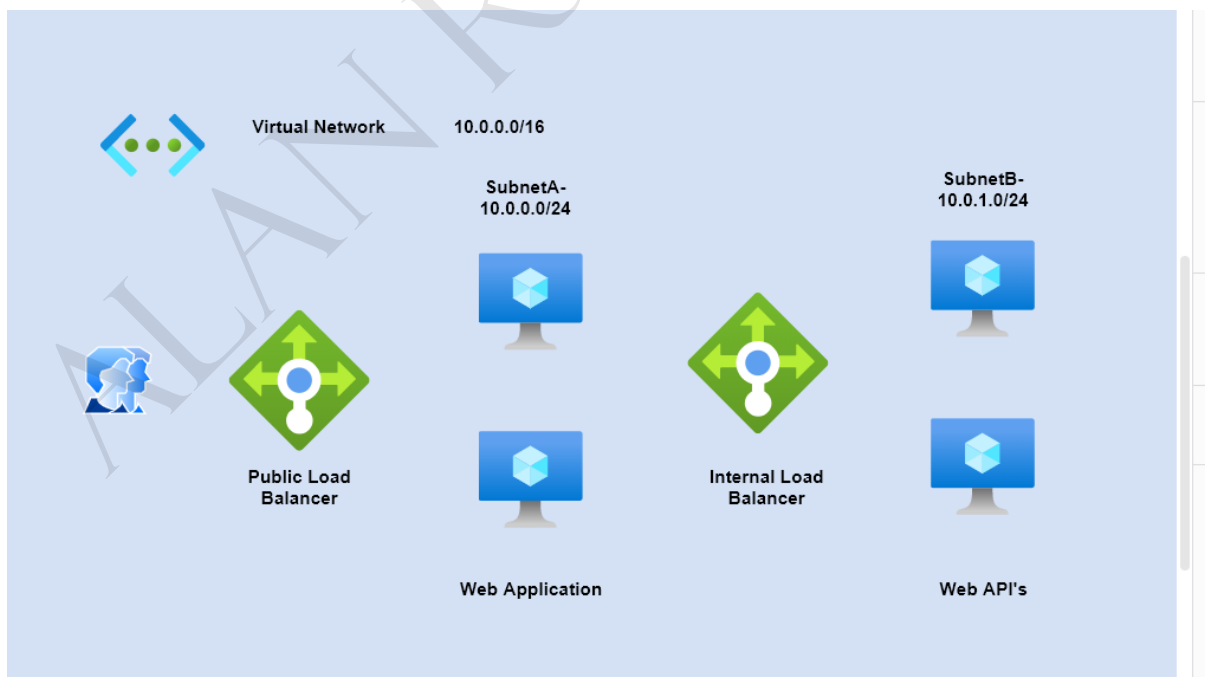 ALAN R
Virtual Network 10.0.0.0/16
SubnetA-
10.0.0.0/24
SubnetB-
10.0.1.0/24
Public Load
Balancer
Internal Load
Balancer
Web Application
Web API's